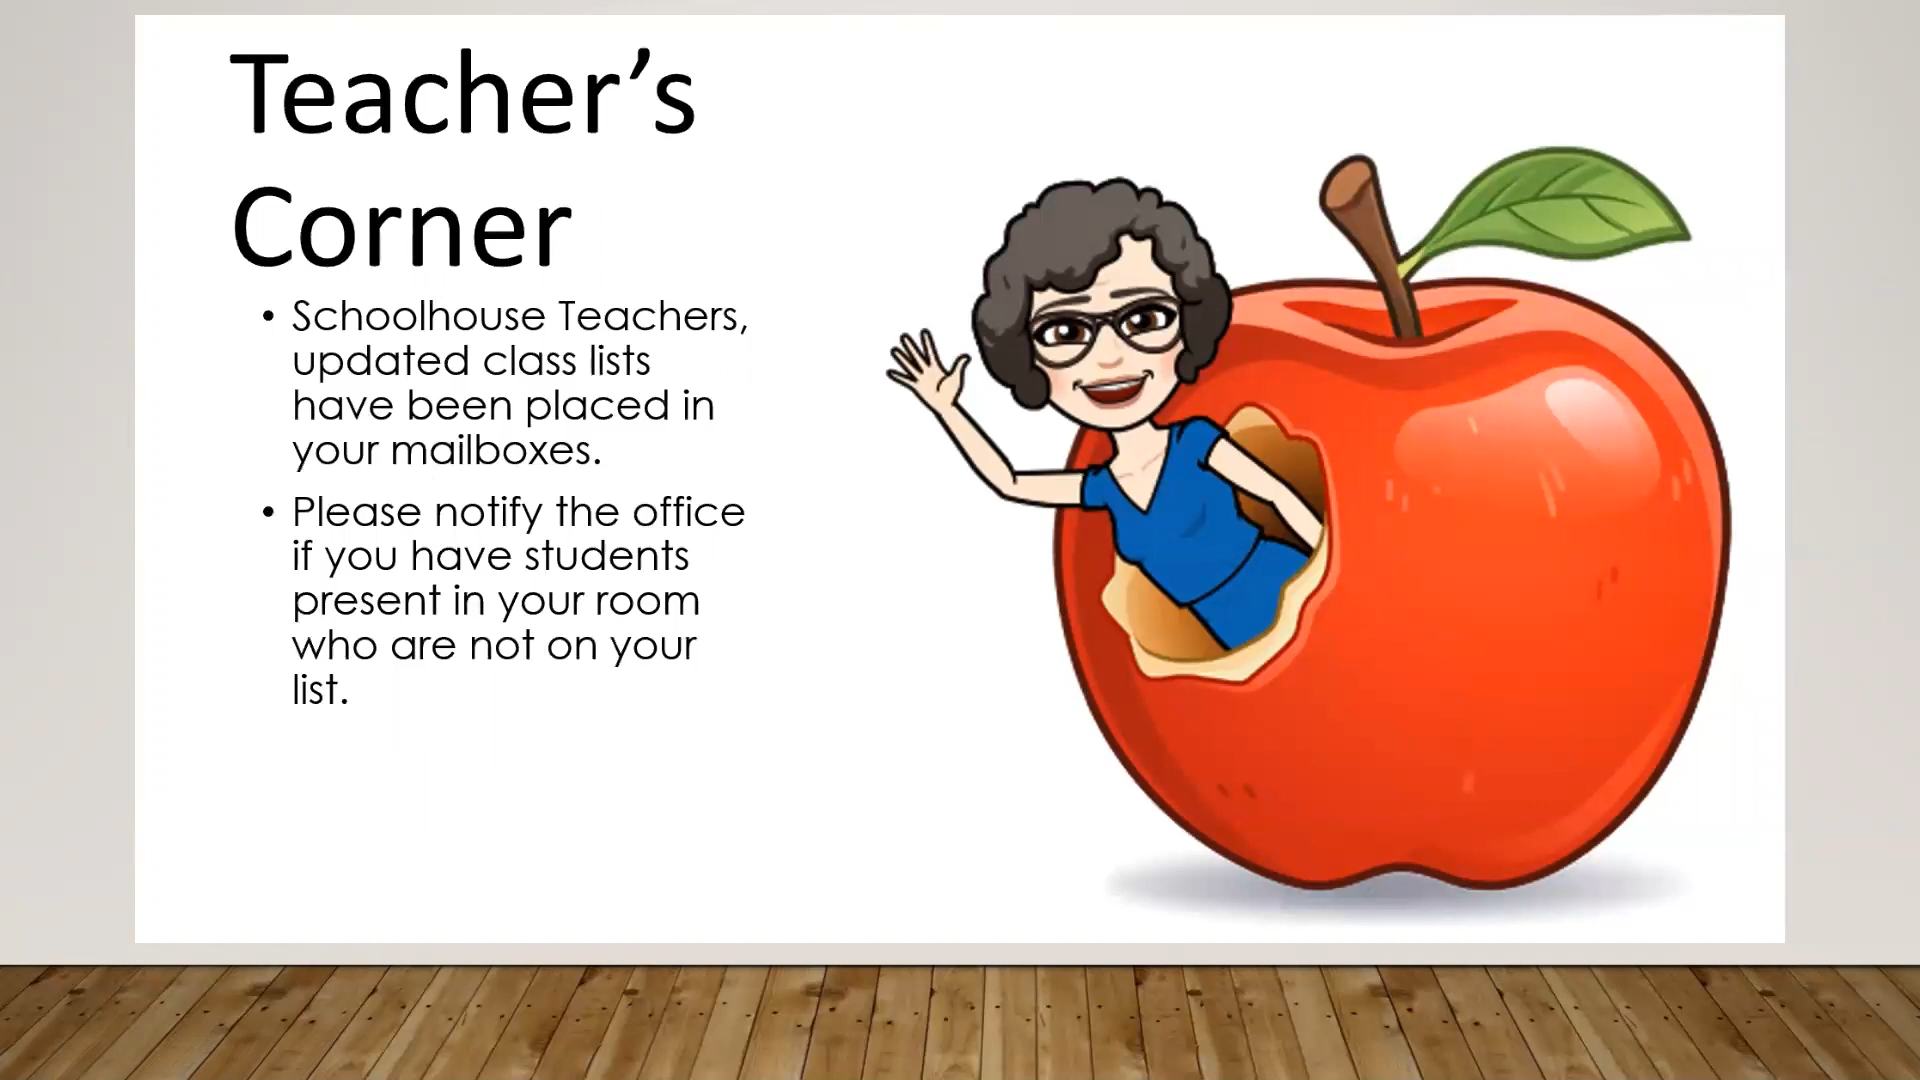 Teacher’s
Corner
• Schoolhouse Teachers,
updated class lists
have been placed in
your mailboxes.
• Please notify the office
if you have students
present in your room
who are not on your
list.